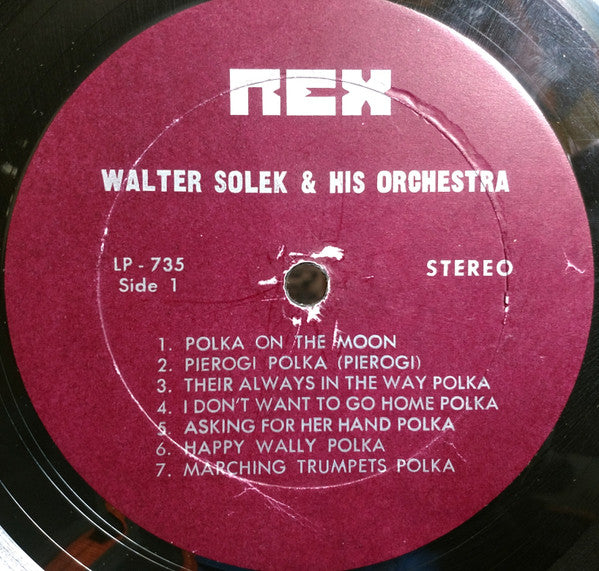 REX
WALTER SOLEK & HIS ORCHESTRA
LP - 735
Side 1
STEREO
1. POLKA ON THE MOON
2. PIEROGI POLKA (PIEROGI)
3. THEIR ALWAYS IN THE WAY POLKA
4. I DON'T WANT TO GO HOME POLKA
5. ASKING FOR HER HAND POLKA
6. HAPPY WALLY POLKA
7. MARCHING TRUMPETS POLKA